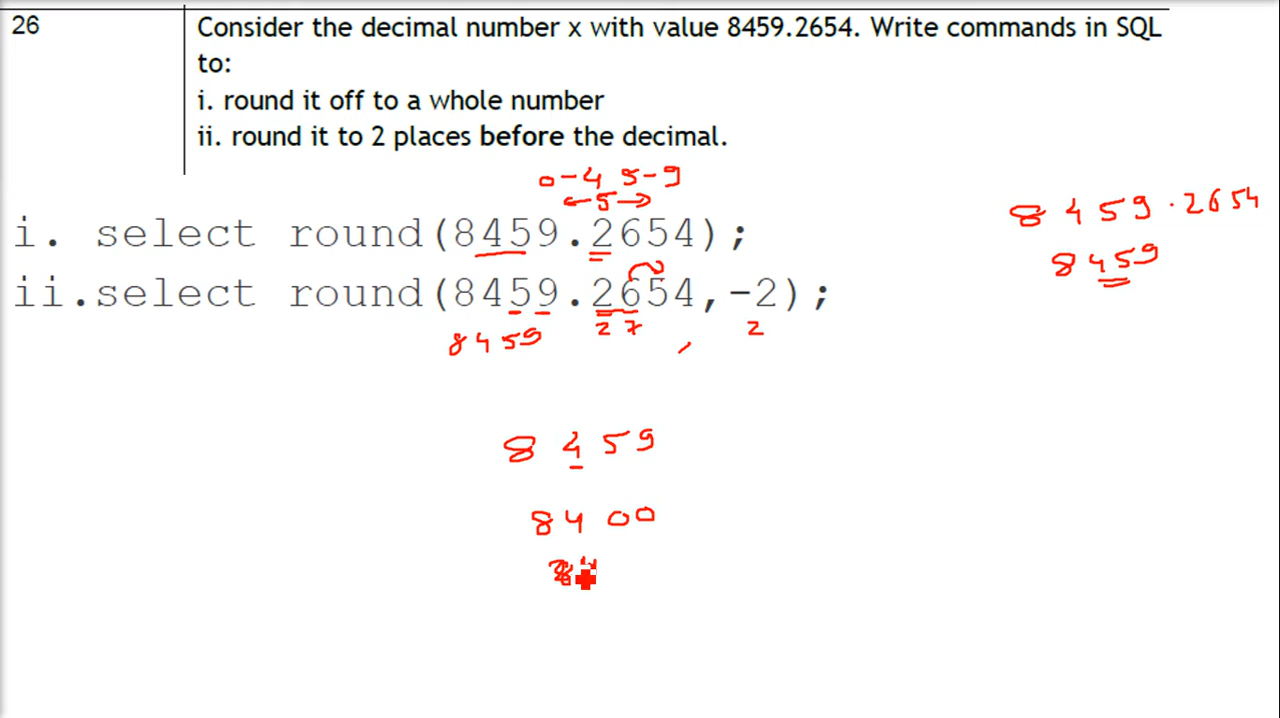 26 Consider the decimal number x with value 8459.2654. Write commands in SQL
to:
i. round it off to a whole number
ii. round it to 2 places before the decimal.
0-4 5-9
5
i. select round(8459.2654);
8459.2654
8459
ii.select round(8459.2654,-2);
8459 27 , 2
8459
8400